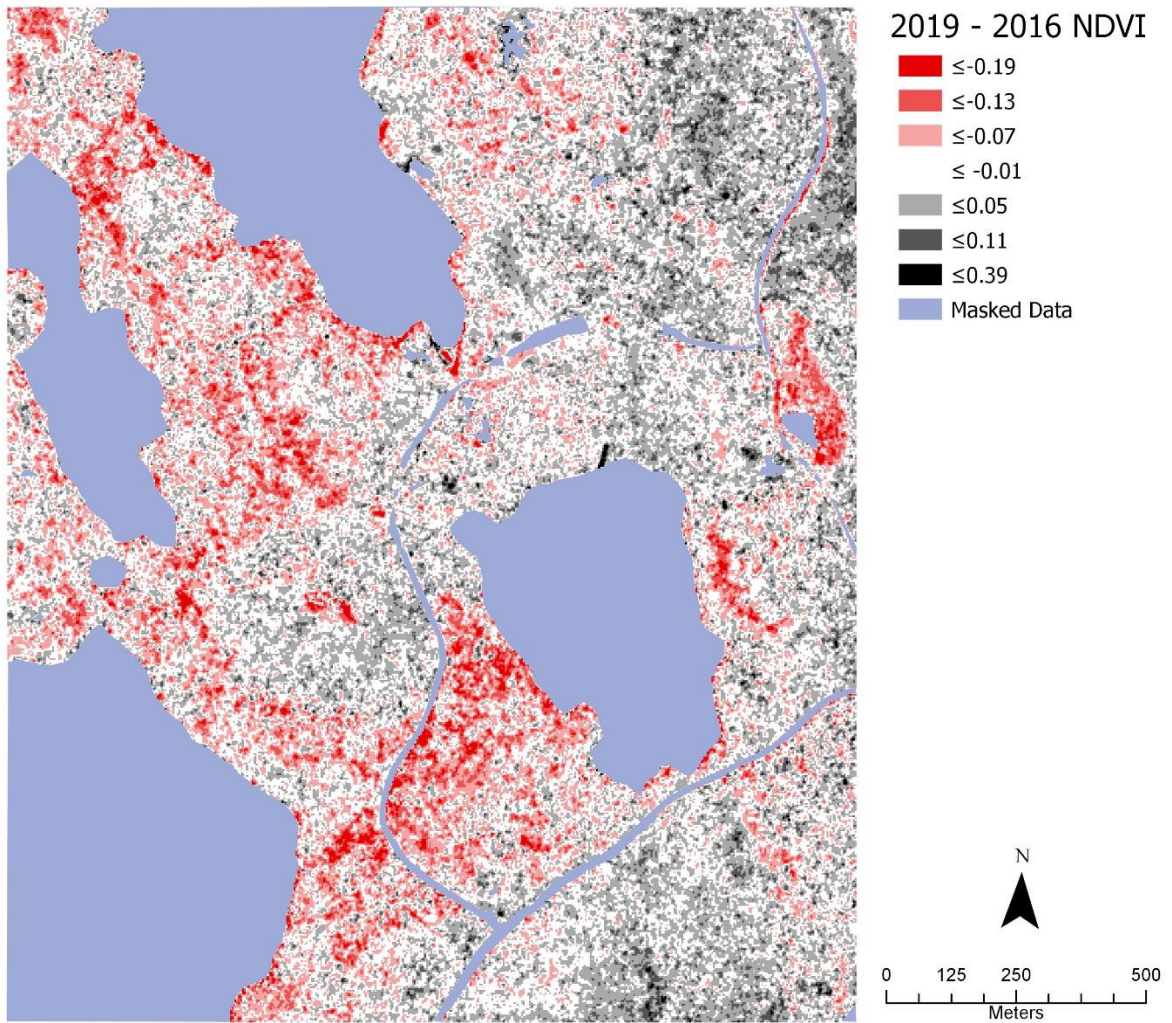 2019 - 2016 NDVI
≤-0.19
≤-0.13
≤-0.07
≤ -0.01
≤0.05
≤0.11
≤0.39
Masked Data
N
0 125 250 500
Meters